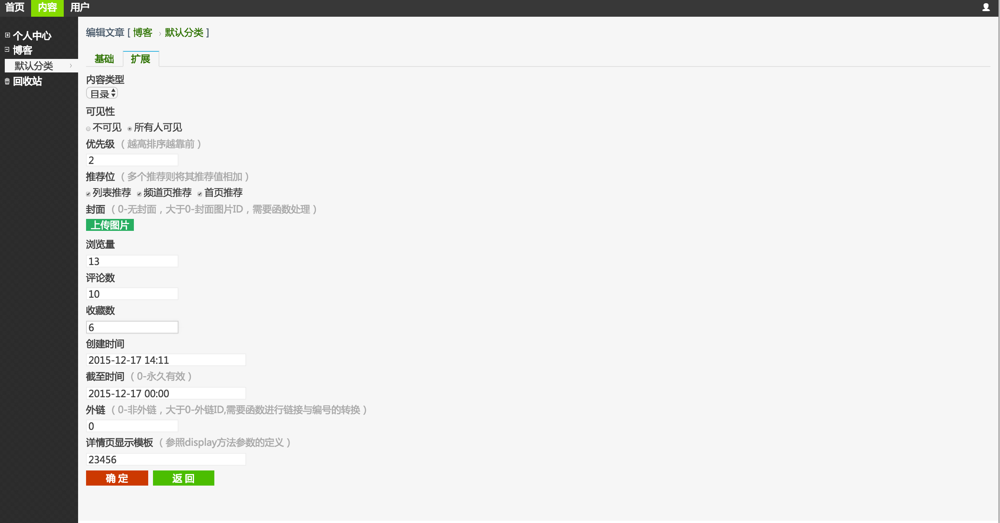 首页 内容 用户
个人中心
博客
默认分类
回收站
编辑文章 [ 博客 › 默认分类 ]
基础 扩展
内容类型
目录
可见性
不可见 所有人可见
优先级 （越高排序越靠前）
2
推荐位 （多个推荐则将其推荐值相加）
列表推荐 频道页推荐 首页推荐
封面 （0-无封面，大于0-封面图片ID，需要函数处理）
上传图片
浏览量
13
评论数
10
收藏数
6
创建时间
2015-12-17 14:11
截至时间 （0-永久有效）
2015-12-17 00:00
外链 （0-非外链，大于0-外链ID,需要函数进行链接与编号的转换）
0
详情页显示模板 （参照display方法参数的定义）
23456
确 定 返 回